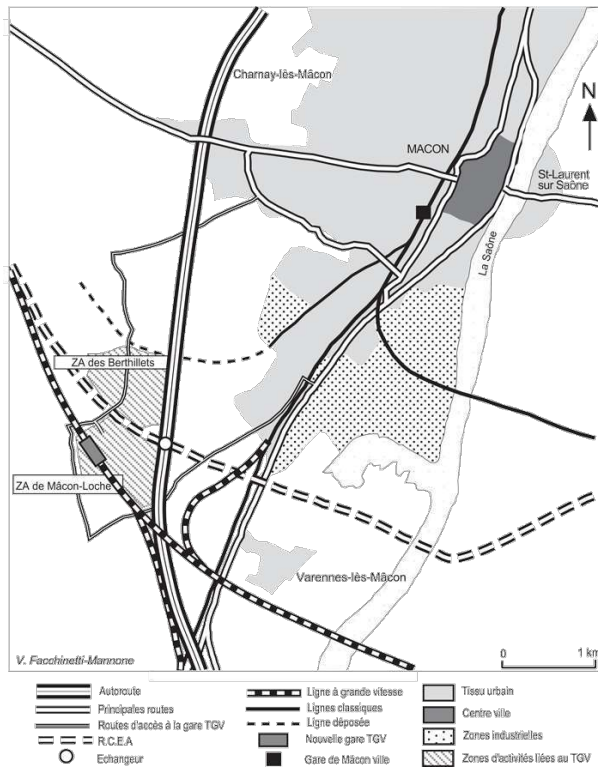 Charnay-lès-Mâcon
N
MACON
St-Laurent
sur Saône
La Saône
ZA des Berthillets
ZA de Mâcon-Loche
Varennes-lès-Mâcon
V. Facchinetti-Mannone
0 1 km
Autoroute
Principales routes
Routes d'accès à la gare TGV
R.C.E.A
Echangeur
Ligne à grande vitesse
Lignes classiques
Ligne déposée
Nouvelle gare TGV
Gare de Mâcon ville
Tissu urbain
Centre ville
Zones industrielles
Zones d'activités liées au TGV